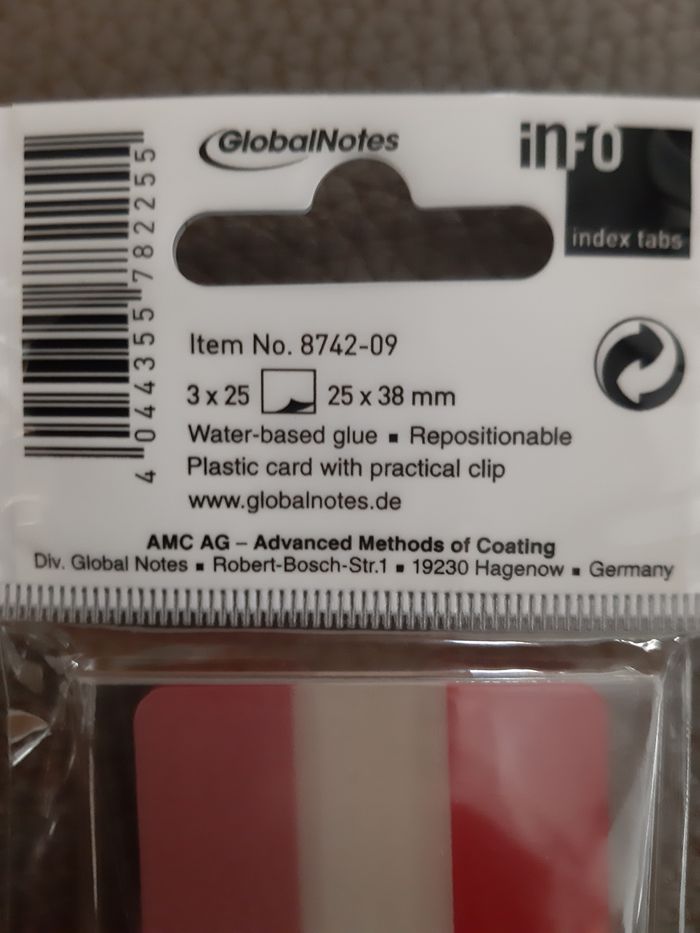 GlobalNotes
info
index tabs
Item No. 8742-09
3 x 25 25 x 38 mm
Water-based glue ▪ Repositionable
Plastic card with practical clip
www.globalnotes.de
AMC AG – Advanced Methods of Coating
Div. Global Notes ▪ Robert-Bosch-Str.1 ▪ 19230 Hagenow ▪ Germany
4 044355 782255